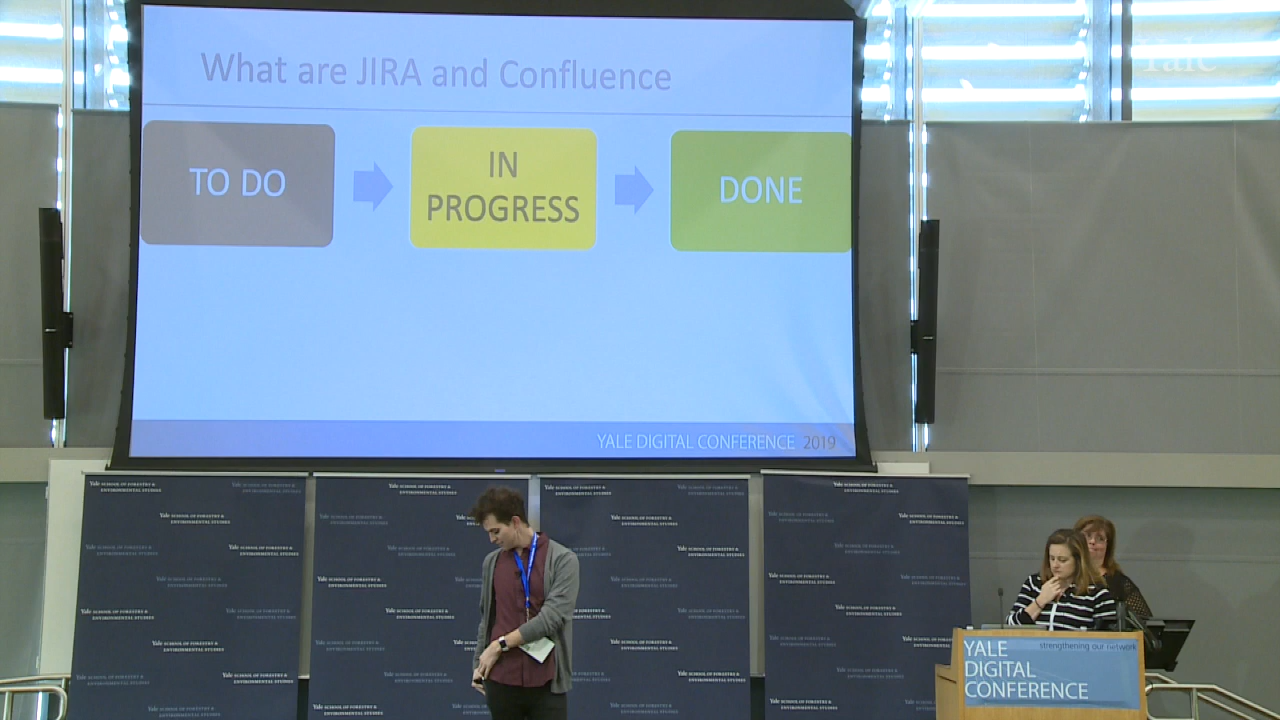 Yale
What are JIRA and Confluence
TO DO
IN
PROGRESS
DONE
YALE DIGITAL CONFERENCE 2019
Yale SCHOOL OF FORESTRY &
ENVIRONMENTAL STUDIES
YALE
DIGITAL
CONFERENCE
strengthening our network